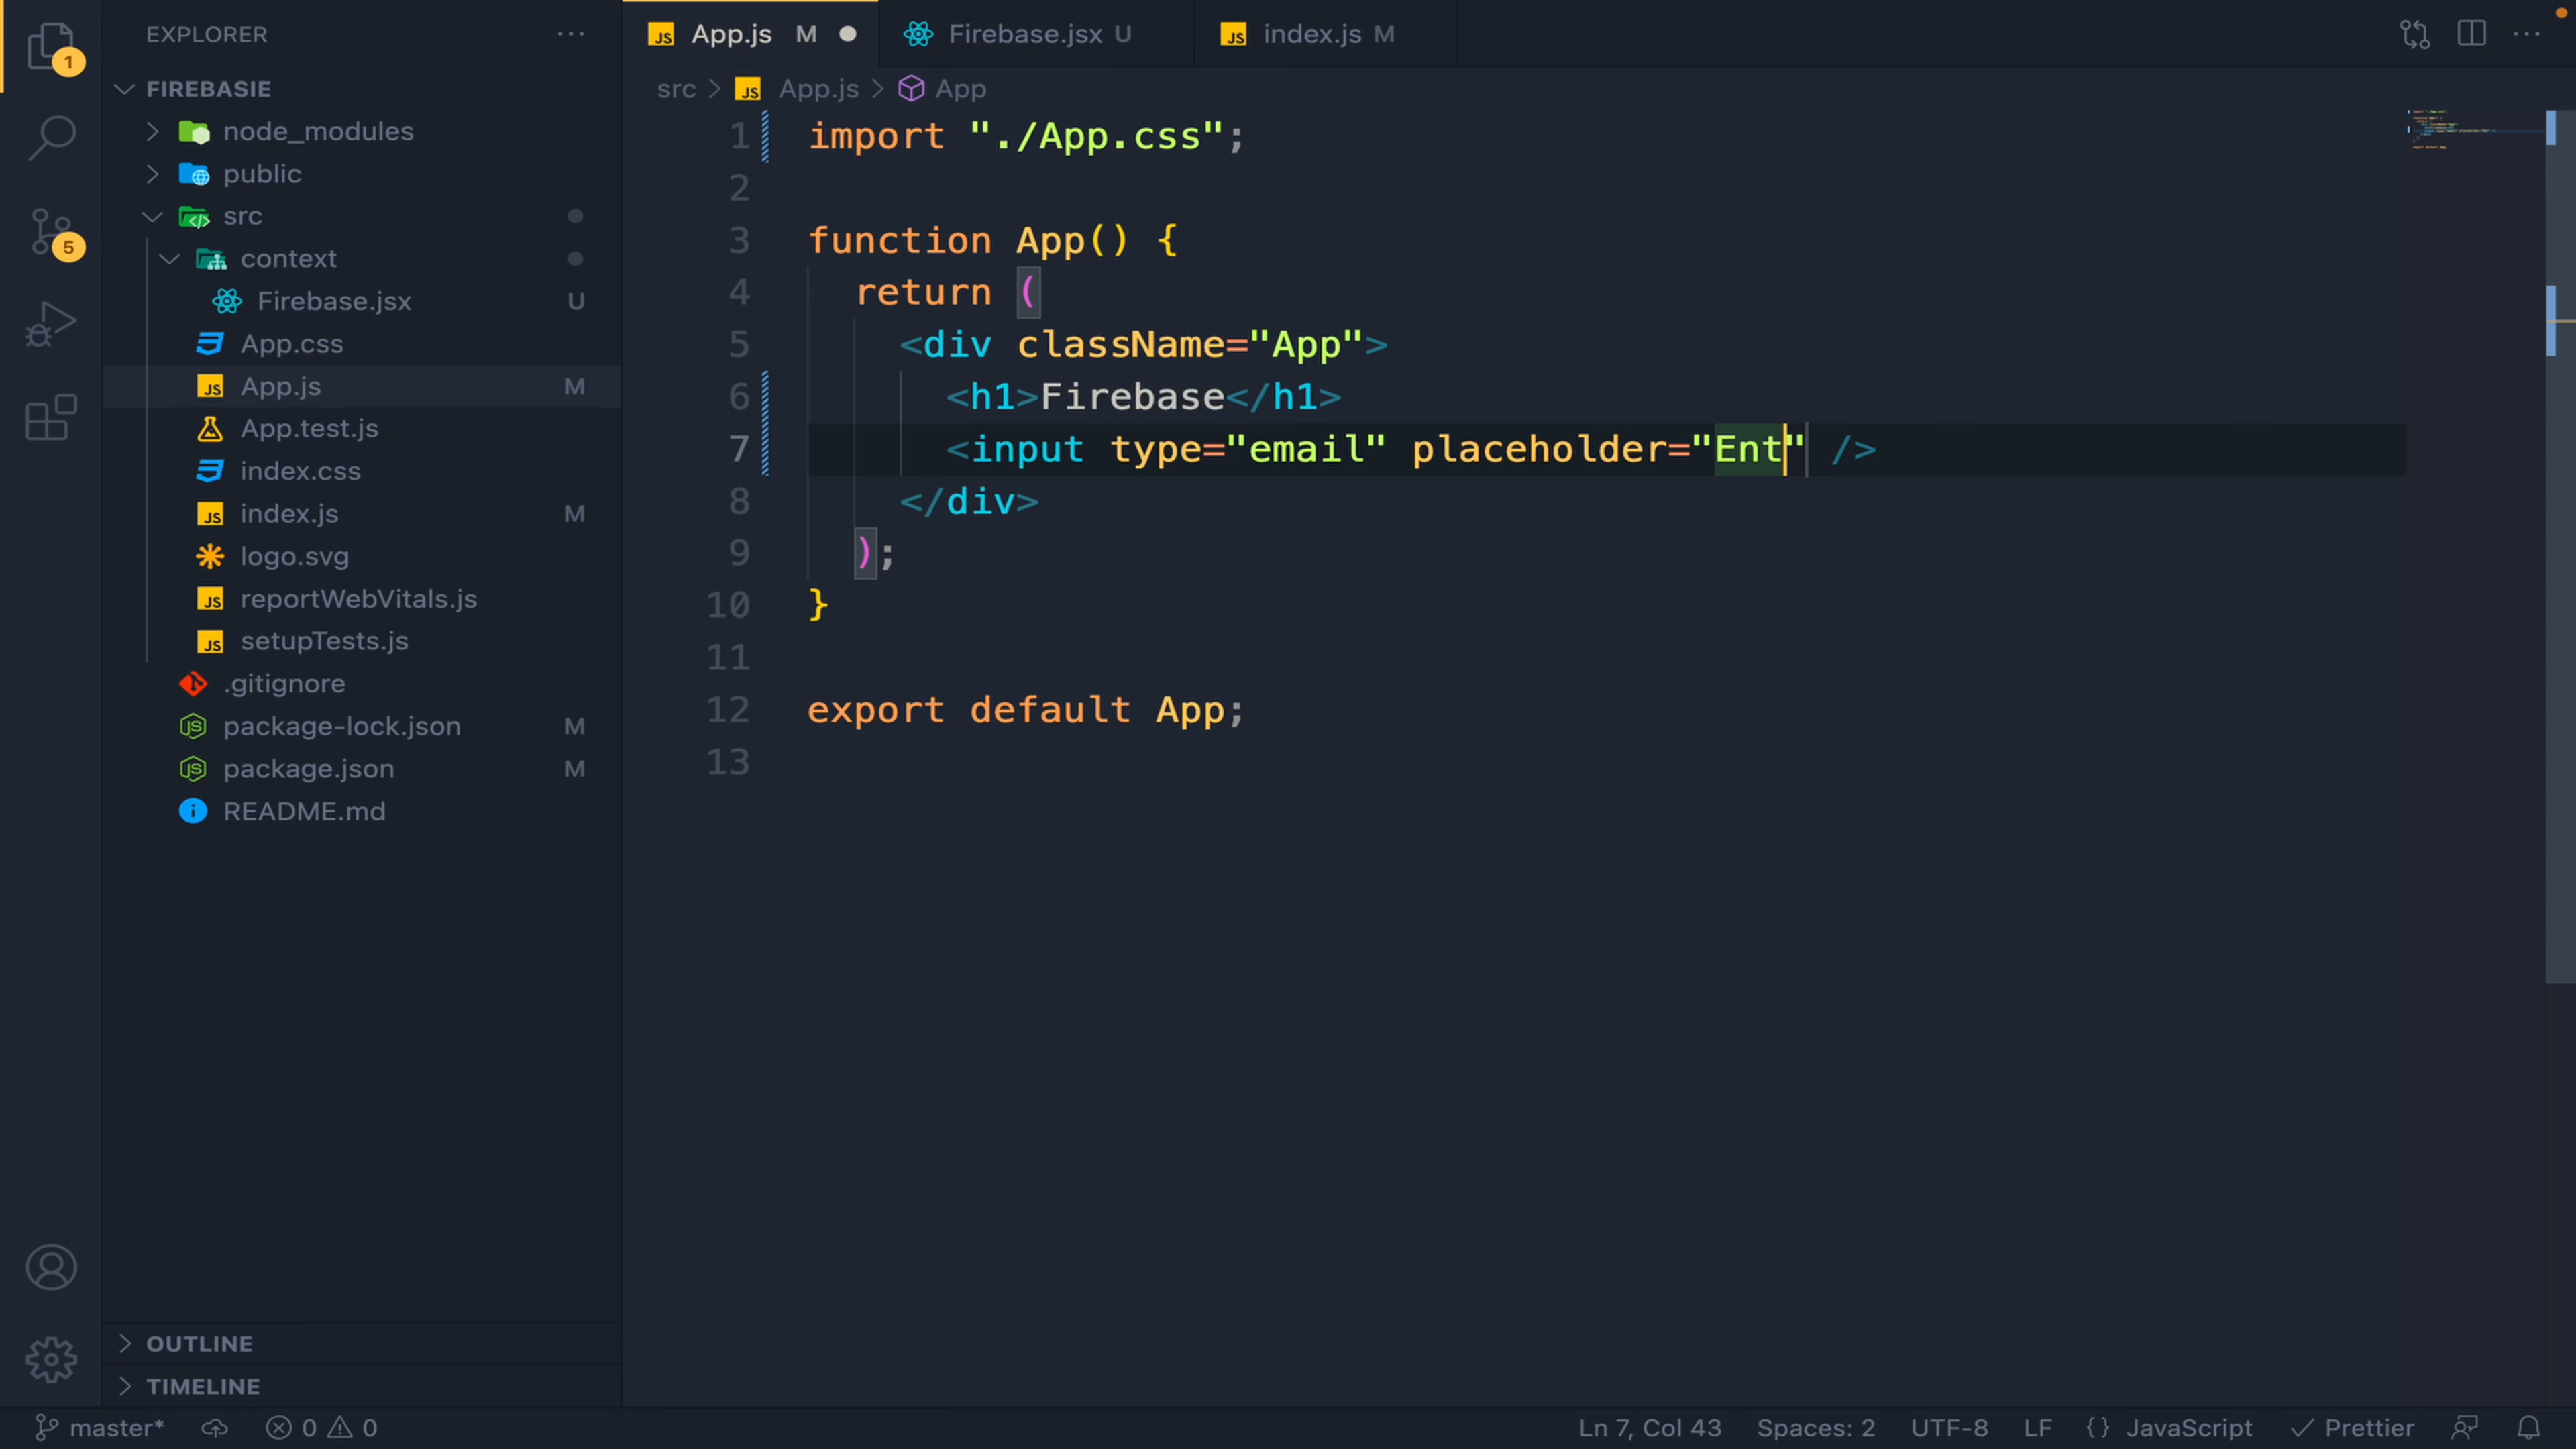 EXPLORER
FIREBASIE
node_modules
public
src
context
Firebase.jsx U
App.css
App.js M
App.test.js
index.css
index.js M
logo.svg
reportWebVitals.js
setupTests.js
.gitignore
package-lock.json M
package.json M
README.md
OUTLINE
TIMELINE
1
5
App.js M
Firebase.jsx U
index.js M
src > App.js > App
1 import "./App.css";
2
3 function App() {
4 return (
5 <div className="App">
6 <h1>Firebase</h1>
7 <input type="email" placeholder="Ent" />
8 </div>
9 );
10 }
11
12 export default App;
13
master* 0 0
Ln 7, Col 43 Spaces: 2 UTF-8 LF {} JavaScript Prettier